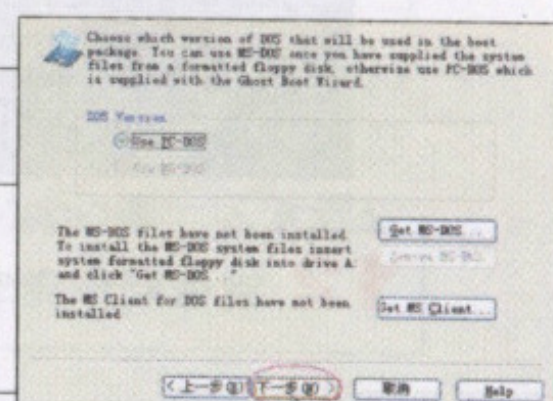 Choose which version of DOS that will be used in the boot
package. You can use MS-DOS once you have supplied the system
files from a formatted floppy disk, otherwise use PC-DOS which
is supplied with the Ghost Boot Wizard.
DOS Version
Use PC-DOS
Use MS-DOS
The MS-DOS files have not been installed.
To install the MS-DOS system files insert
system formatted floppy disk into drive A:
and click "Get MS-DOS..."
Get MS-DOS...
Remove MS-DOS
The MS Client for DOS files have not been
installed
Get MS Client...
<上一步(B)
下一步(N)>
取消
Help